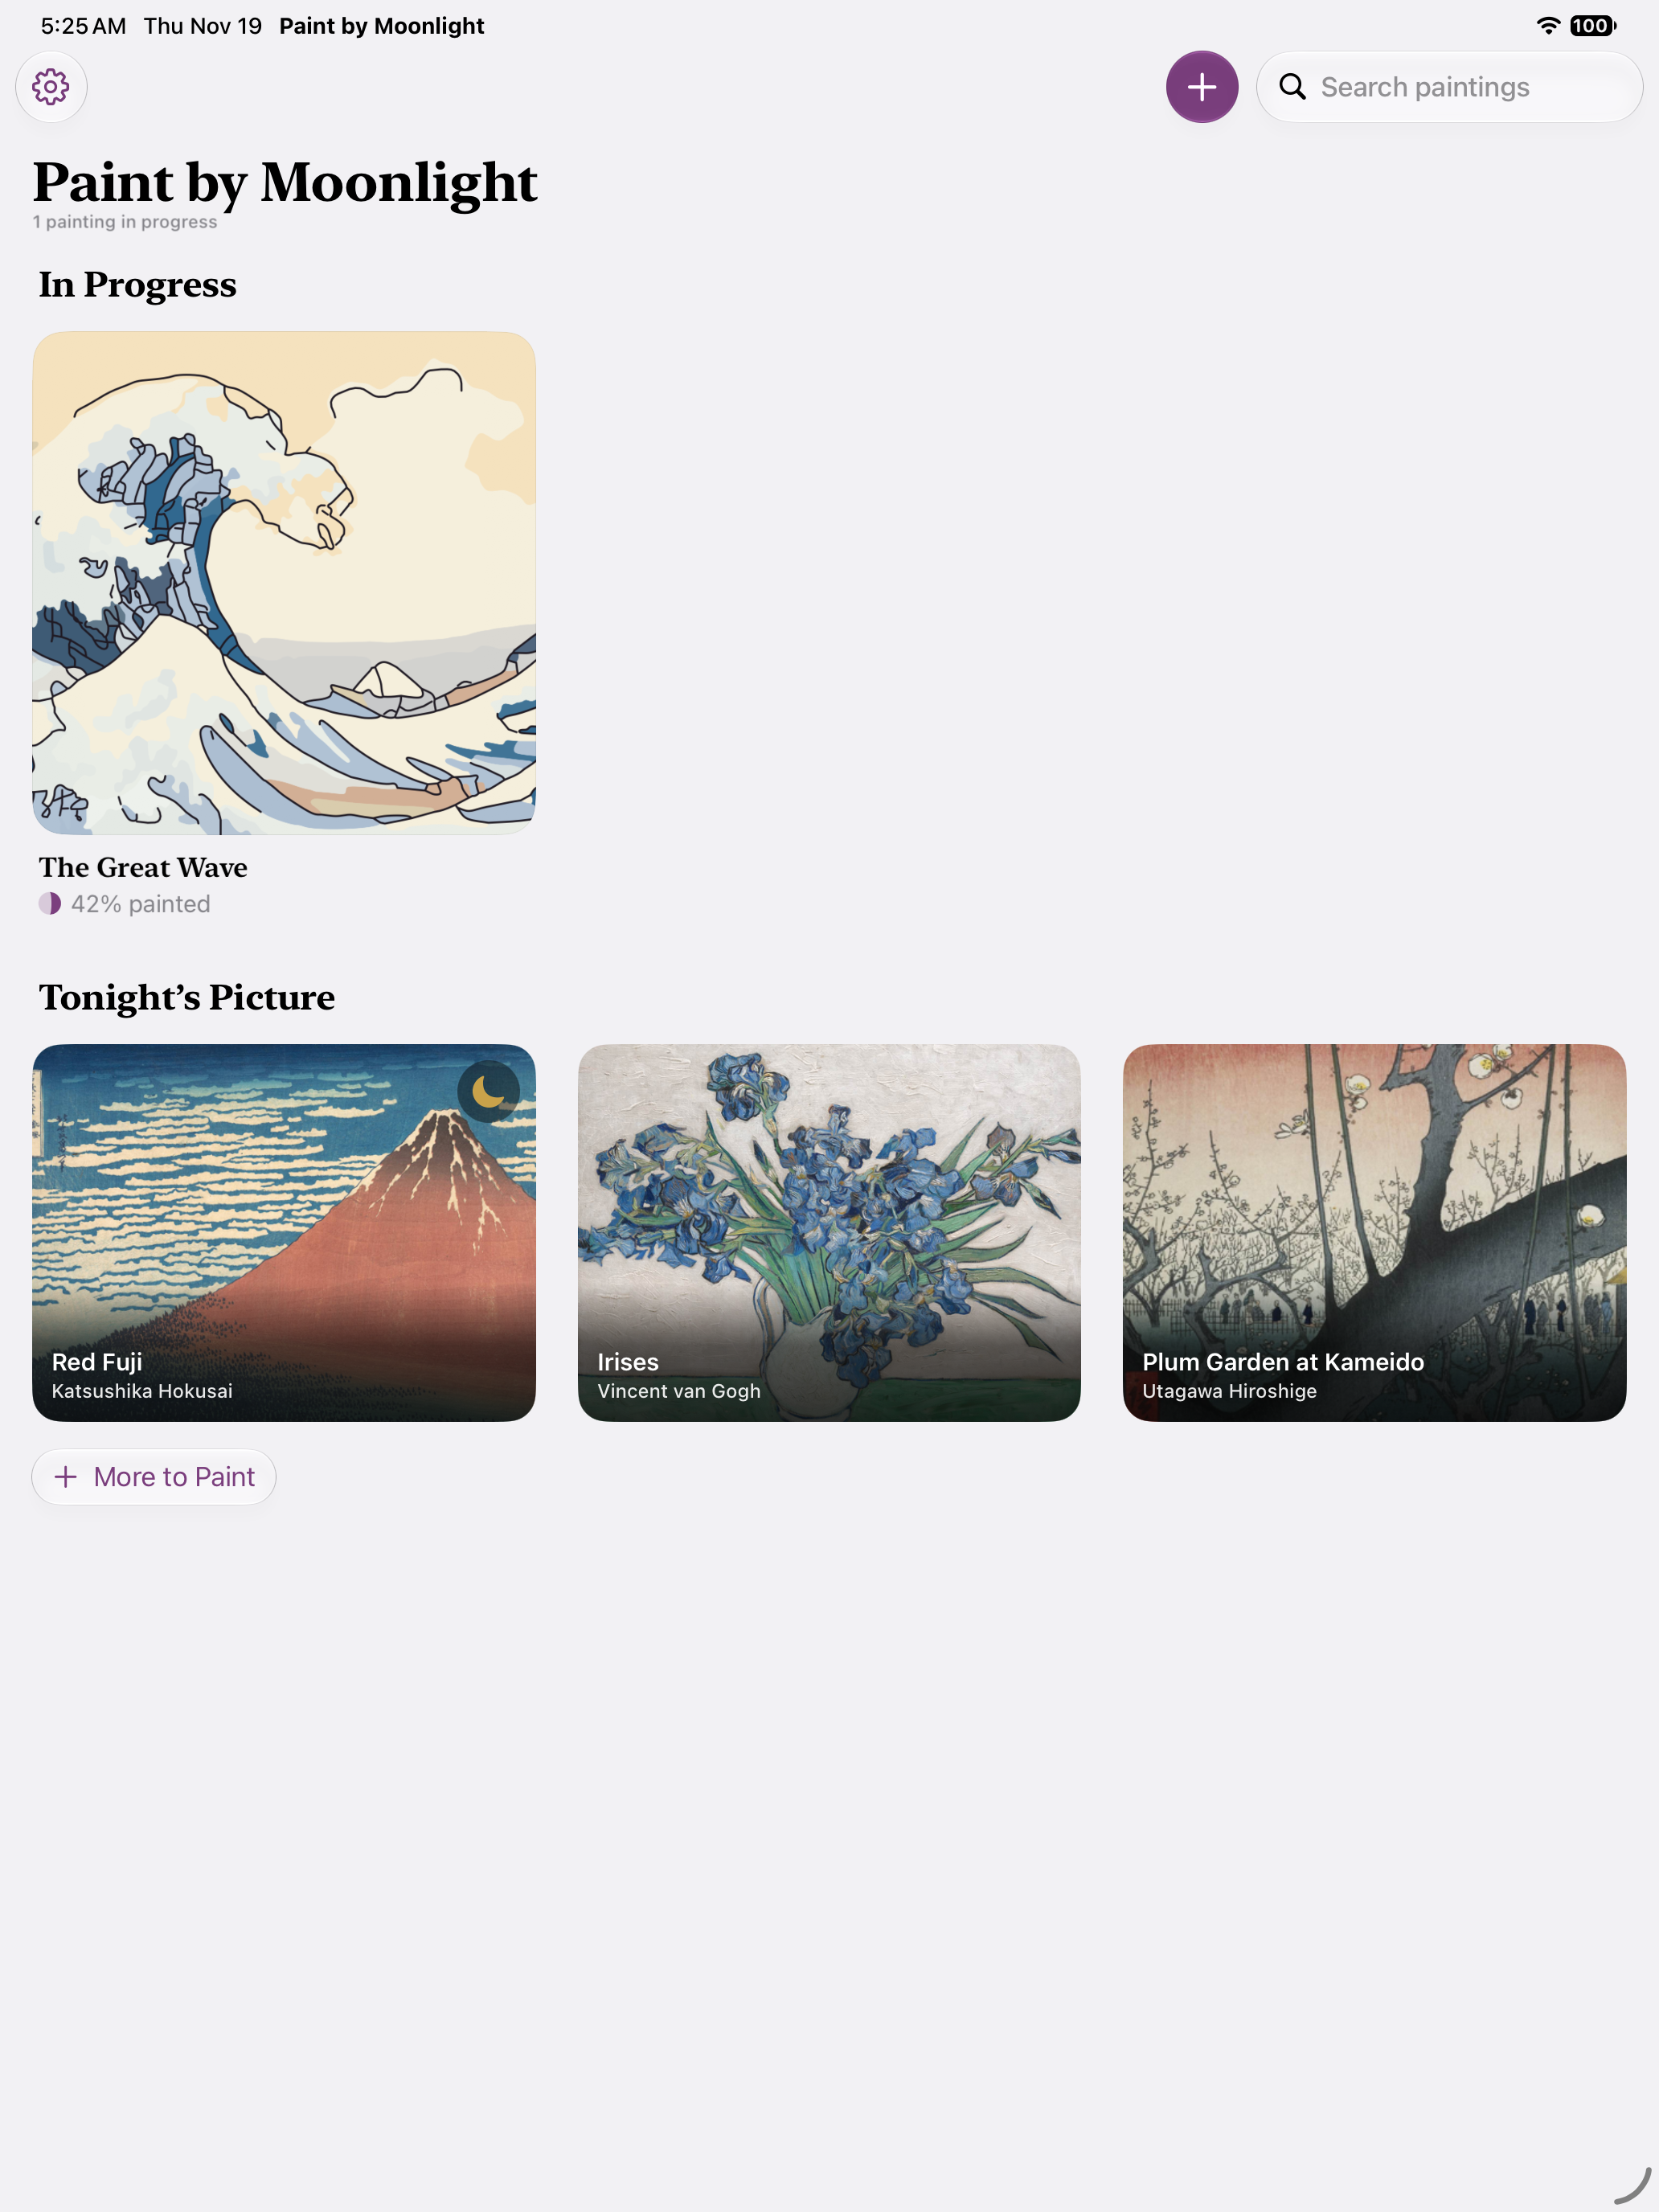 5:25 AM Thu Nov 19 Paint by Moonlight
100
Search paintings
Paint by Moonlight
1 painting in progress
In Progress
The Great Wave
42% painted
Tonight's Picture
Red Fuji
Katsushika Hokusai
Irises
Vincent van Gogh
Plum Garden at Kameido
Utagawa Hiroshige
More to Paint